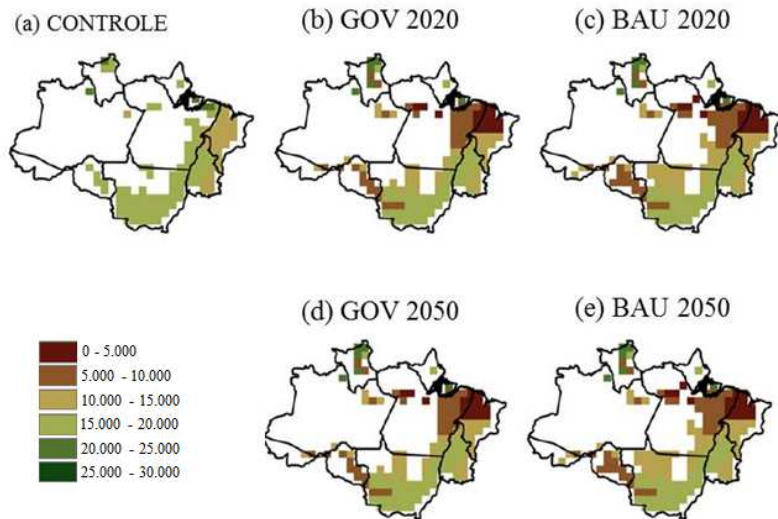 (a) CONTROLE
(b) GOV 2020
(c) BAU 2020
(d) GOV 2050
(e) BAU 2050
0 - 5.000
5.000 - 10.000
10.000 - 15.000
15.000 - 20.000
20.000 - 25.000
25.000 - 30.000